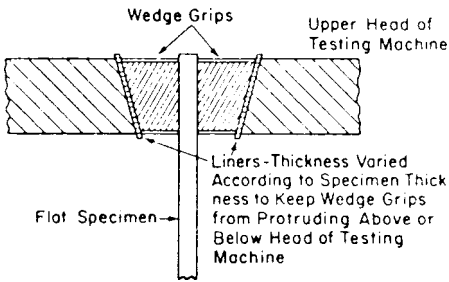 Wedge Grips
Upper Head of
Testing Machine
Liners-Thickness Varied
According to Specimen Thick
ness to Keep Wedge Grips
from Protruding Above or
Below Head of Testing
Machine
Flat Specimen